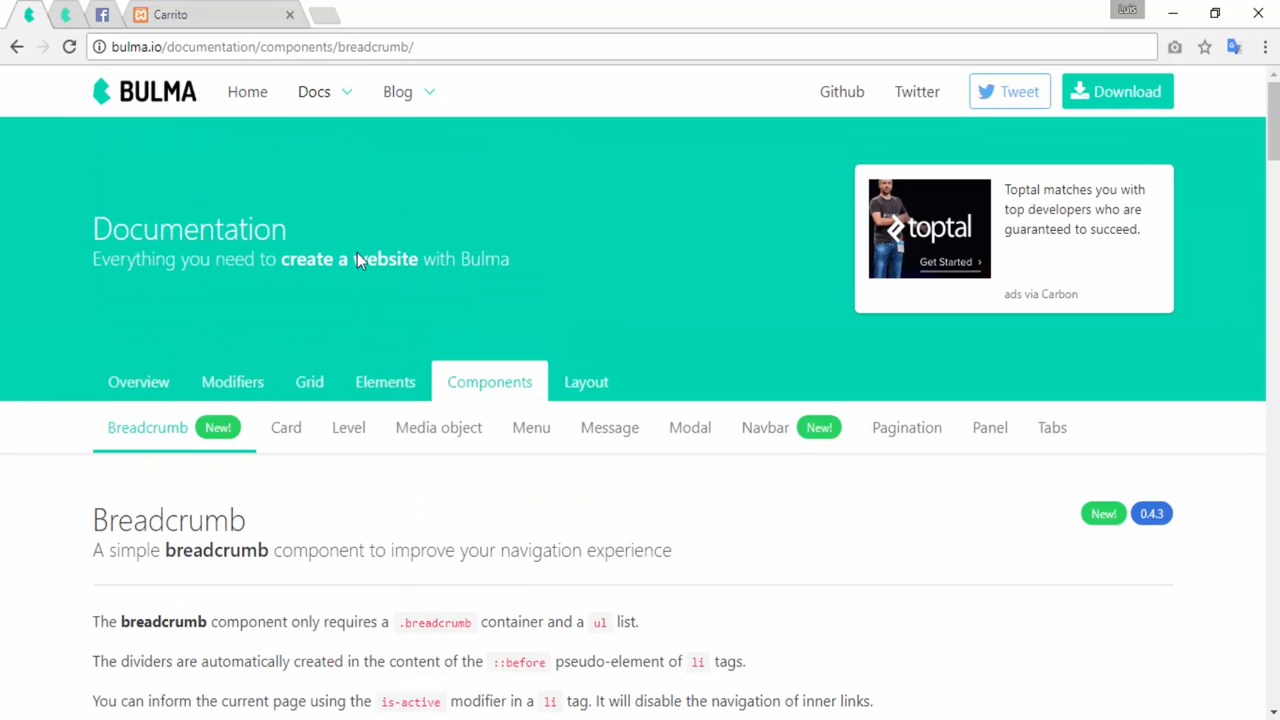 Carrito
Luis
bulma.io/documentation/components/breadcrumb/
BULMA Home Docs Blog Github Twitter Tweet Download
Documentation
Everything you need to create a website with Bulma
toptal
Get Started ›
Toptal matches you with
top developers who are
guaranteed to succeed.
ads via Carbon
Overview Modifiers Grid Elements Components Layout
Breadcrumb New! Card Level Media object Menu Message Modal Navbar New! Pagination Panel Tabs
Breadcrumb New! 0.4.3
A simple breadcrumb component to improve your navigation experience
The breadcrumb component only requires a .breadcrumb container and a ul list.
The dividers are automatically created in the content of the ::before pseudo-element of li tags.
You can inform the current page using the is-active modifier in a li tag. It will disable the navigation of inner links.